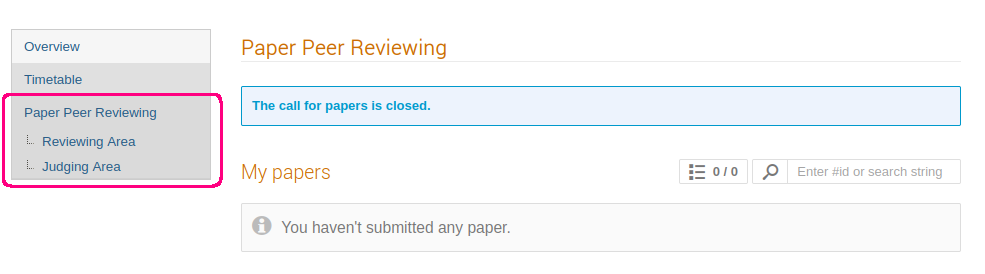 Overview
Timetable
Paper Peer Reviewing
Reviewing Area
Judging Area
Paper Peer Reviewing
The call for papers is closed.
My papers
0 / 0
Enter #id or search string
You haven't submitted any paper.